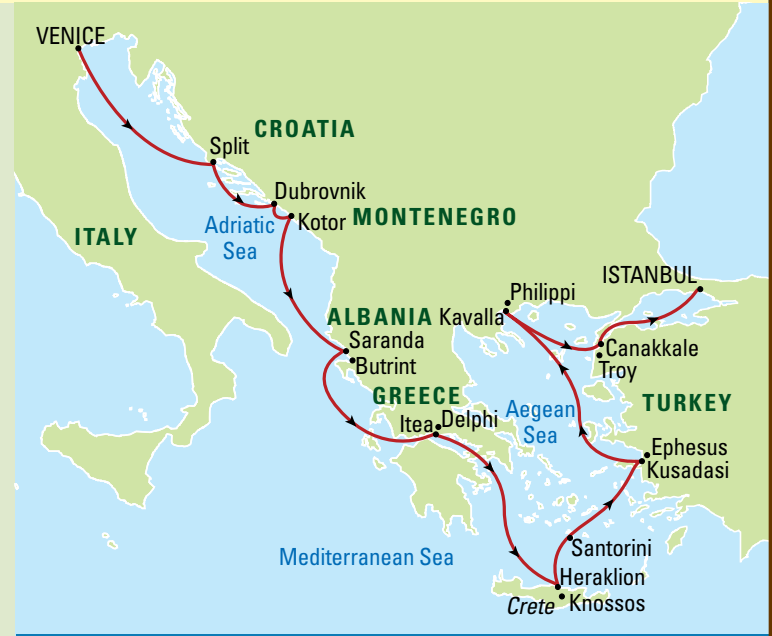 VENICE
CROATIA
Split
Dubrovnik
Adriatic
Sea
Kotor
MONTENEGRO
ITALY
ISTANBUL
Philippi
ALBANIA
Kavalla
Saranda
Butrint
Canakkale
Troy
GREECE
TURKEY
Itea
Delphi
Aegean
Sea
Ephesus
Kusadasi
Santorini
Mediterranean Sea
Heraklion
Crete
Knossos